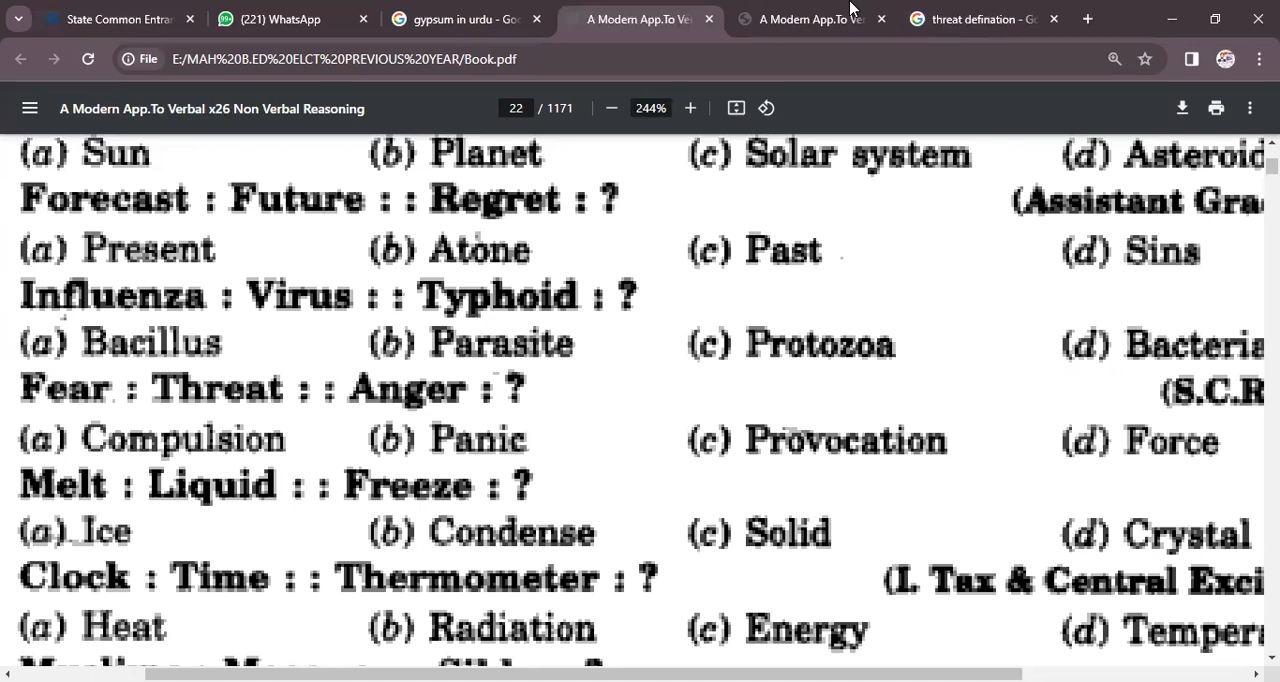 State Common Entra
(221) WhatsApp
gypsum in urdu - Goo
A Modern App.To Ve
A Modern App.To Ve
threat defination - G
File E:/MAH%20B.ED%20ELCT%20PREVIOUS%20YEAR/Book.pdf
A Modern App.To Verbal x26 Non Verbal Reasoning 22 / 1171 244%
(a) Sun (b) Planet (c) Solar system (d) Asteroid
Forecast : Future : : Regret : ? (Assistant Gra
(a) Present (b) Atone (c) Past (d) Sins
Influenza : Virus : : Typhoid : ?
(a) Bacillus (b) Parasite (c) Protozoa (d) Bacteria
Fear : Threat : : Anger : ? (S.C.R
(a) Compulsion (b) Panic (c) Provocation (d) Force
Melt : Liquid : : Freeze : ?
(a) Ice (b) Condense (c) Solid (d) Crystal
Clock : Time : : Thermometer : ? (I. Tax & Central Exci
(a) Heat (b) Radiation (c) Energy (d) Tempera